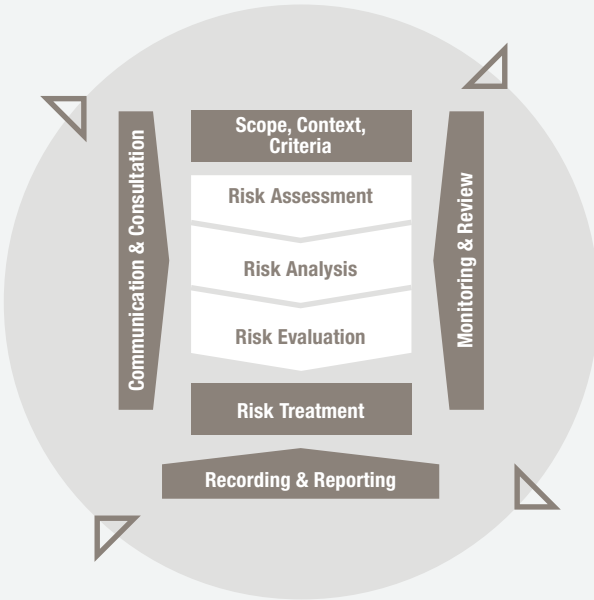 Scope, Context,
Criteria
Risk Assessment
Risk Analysis
Risk Evaluation
Risk Treatment
Recording & Reporting
Communication & Consultation
Monitoring & Review